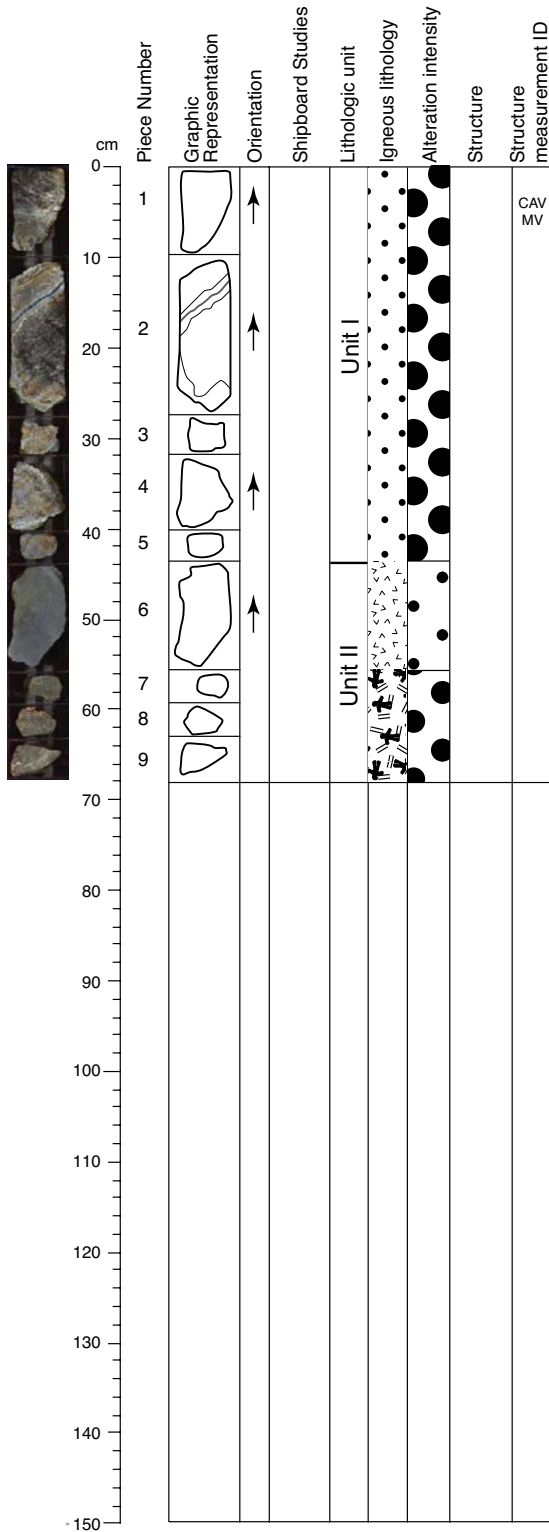 cm
Piece Number
Graphic
Representation
Orientation
Shipboard Studies
Lithologic unit
Igneous lithology
Alteration intensity
Structure
Structure
measurement ID
0
10
20
30
40
50
60
70
80
90
100
110
120
130
140
150
1
2
3
4
5
6
7
8
9
Unit I
Unit II
CAV
MV